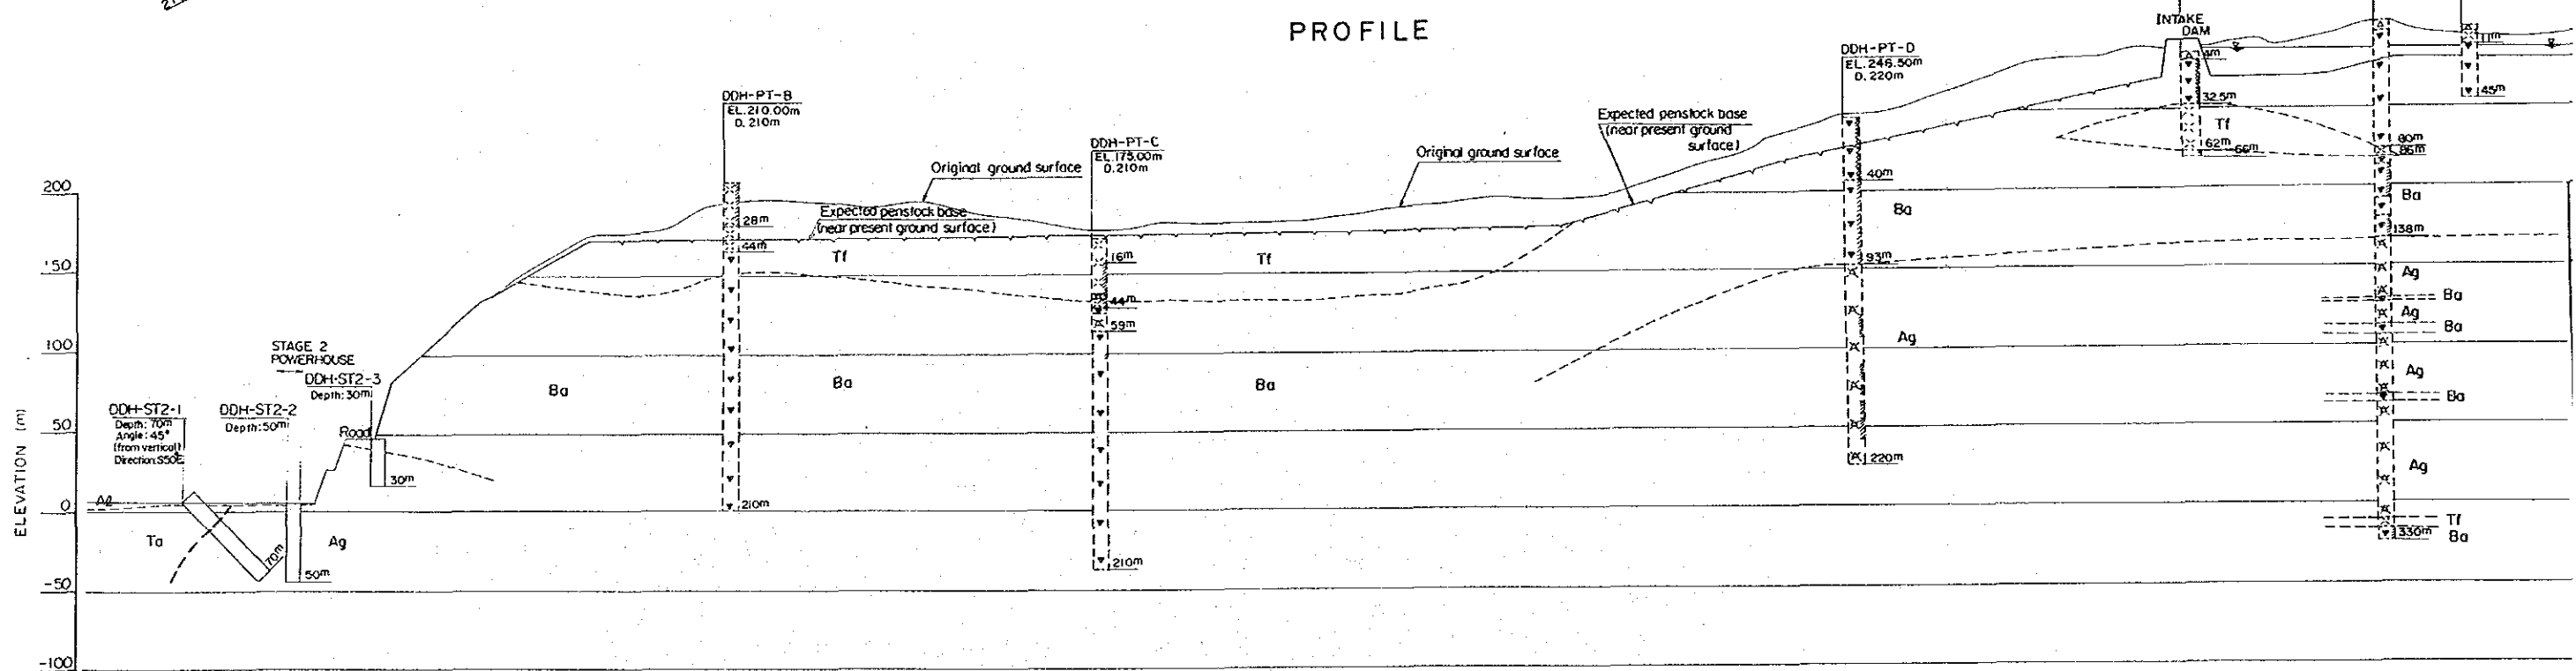 PROFILE
INTAKE
DAM
4m
11m
45m
32.5m
Tf
62m
66m
80m
86m
DDH-PT-D
EL.246.50m
D.220m
DDH-PT-B
EL.210.00m
D.210m
DDH-PT-C
EL.175.00m
D.210m
Expected penstock base
(near present ground
surface)
Original ground surface
Original ground surface
Expected penstock base
(near present ground surface)
200
150
100
50
0
-50
-100
ELEVATION (m)
28m
44m
Tf
16m
Tf
44m
59m
40m
Ba
93m
Ba
138m
Ag
Ba
Ag
Ba
Ag
Ba
Ag
Tf
Ba
330m
Ag
220m
Ba
Ba
Ba
210m
210m
STAGE 2
POWERHOUSE
DDH-ST2-3
Depth:30m
DDH-ST2-1
Depth: 70m
Angle: 45°
(from vertical)
Direction:S50E
DDH-ST2-2
Depth:50m
Road
30m
Aℓ
Ta
70m
50m
Ag